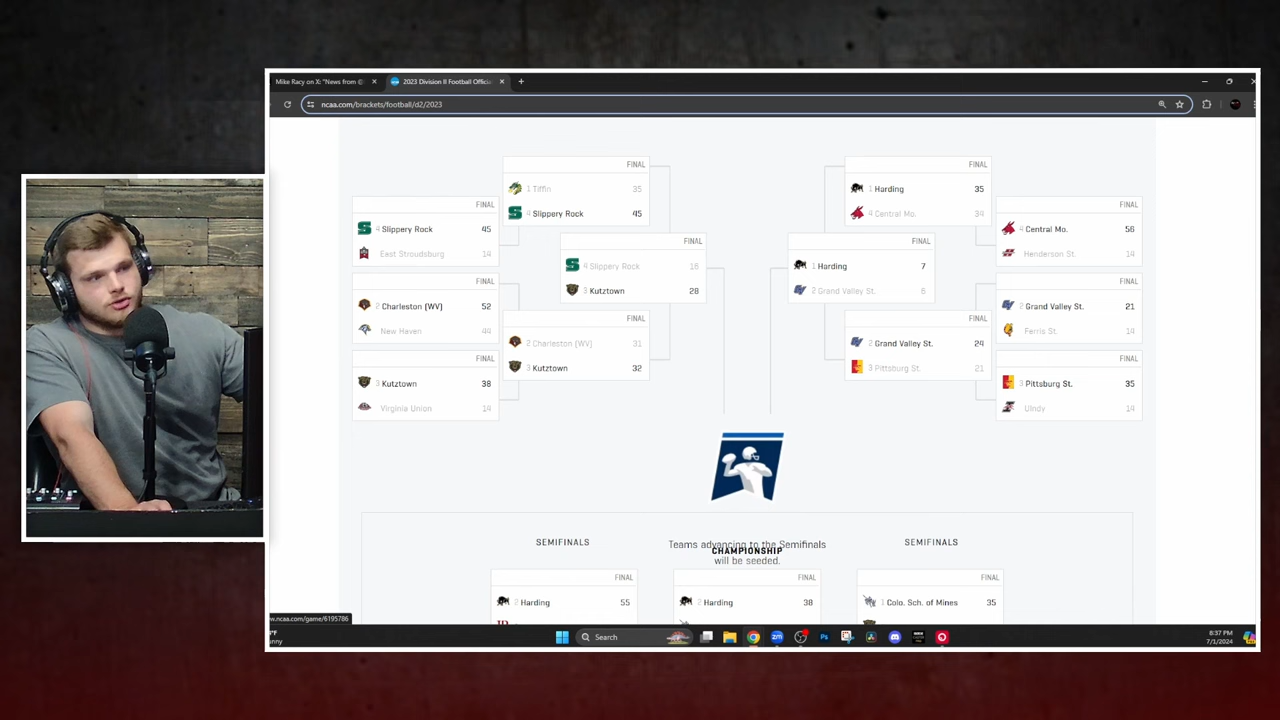 Mike Racy on X: "News from
2023 Division II Football Offici
ncaa.com/brackets/football/d2/2023
FINAL
1 Tiffin 35
4 Slippery Rock 45
FINAL
4 Slippery Rock 45
East Stroudsburg 14
FINAL
4 Slippery Rock 16
3 Kutztown 28
FINAL
2 Charleston (WV) 52
New Haven 44
FINAL
2 Charleston (WV) 31
3 Kutztown 32
FINAL
3 Kutztown 38
Virginia Union 14
FINAL
1 Harding 35
4 Central Mo. 34
FINAL
4 Central Mo. 56
Henderson St. 14
FINAL
1 Harding 7
2 Grand Valley St. 6
FINAL
2 Grand Valley St. 21
Ferris St. 14
FINAL
2 Grand Valley St. 24
3 Pittsburg St. 21
FINAL
3 Pittsburg St. 35
UIndy 14
SEMIFINALS
Teams advancing to the Semifinals
CHAMPIONSHIP
will be seeded.
SEMIFINALS
FINAL
2 Harding 55
FINAL
2 Harding 38
FINAL
1 Colo. Sch. of Mines 35
w.ncaa.com/game/6195786
Search
Ps
8:37 PM
7/1/2024